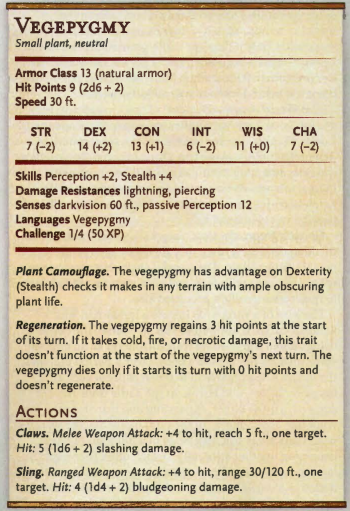 VEGEPYGMY
Small plant, neutral
Armor Class 13 (natural armor)
Hit Points 9 (2d6 + 2)
Speed 30 ft.
STR DEX CON INT WIS CHA
7 (−2) 14 (+2) 13 (+1) 6 (−2) 11 (+0) 7 (−2)
Skills Perception +2, Stealth +4
Damage Resistances lightning, piercing
Senses darkvision 60 ft., passive Perception 12
Languages Vegepygmy
Challenge 1/4 (50 XP)
Plant Camouflage. The vegepygmy has advantage on Dexterity
(Stealth) checks it makes in any terrain with ample obscuring
plant life.
Regeneration. The vegepygmy regains 3 hit points at the start
of its turn. If it takes cold, fire, or necrotic damage, this trait
doesn't function at the start of the vegepygmy's next turn. The
vegepygmy dies only if it starts its turn with 0 hit points and
doesn't regenerate.
ACTIONS
Claws. Melee Weapon Attack: +4 to hit, reach 5 ft., one target.
Hit: 5 (1d6 + 2) slashing damage.
Sling. Ranged Weapon Attack: +4 to hit, range 30/120 ft., one
target. Hit: 4 (1d4 + 2) bludgeoning damage.